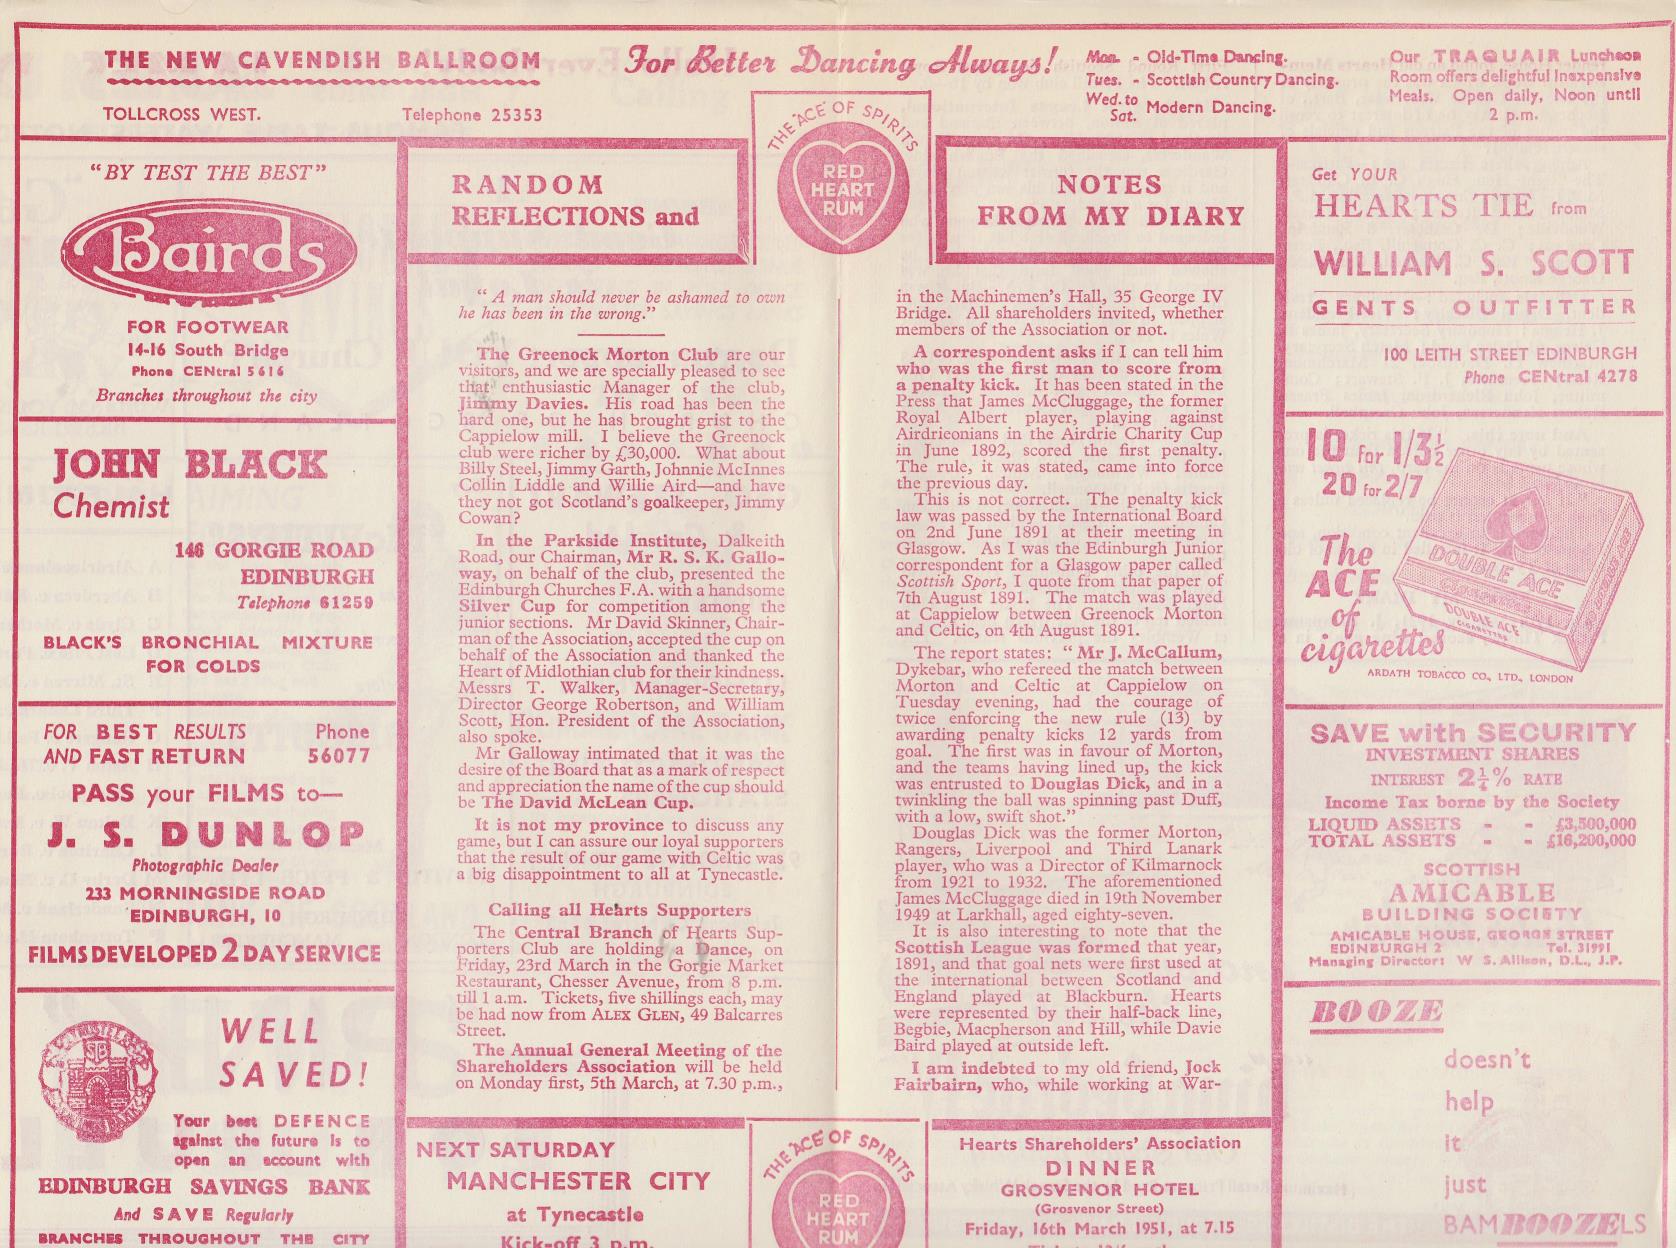 THE NEW CAVENDISH BALLROOM
TOLLCROSS WEST. Telephone 25353
For Better Dancing Always!
Mon. - Old-Time Dancing.
Tues. - Scottish Country Dancing.
Wed. to Sat. Modern Dancing.
Our TRAQUAIR Luncheon
Room offers delightful Inexpensive
Meals. Open daily, Noon until
2 p.m.
"BY TEST THE BEST"
Bairds
FOR FOOTWEAR
14-16 South Bridge
Phone CENtral 5616
Branches throughout the city
JOHN BLACK
Chemist
146 GORGIE ROAD
EDINBURGH
Telephone 61259
BLACK'S BRONCHIAL MIXTURE
FOR COLDS
FOR BEST RESULTS Phone
AND FAST RETURN 56077
PASS your FILMS to—
J. S. DUNLOP
Photographic Dealer
233 MORNINGSIDE ROAD
EDINBURGH, 10
FILMS DEVELOPED 2 DAY SERVICE
WELL
SAVED!
Your best DEFENCE
against the future is to
open an account with
EDINBURGH SAVINGS BANK
And SAVE Regularly
BRANCHES THROUGHOUT THE CITY
RANDOM
REFLECTIONS and
THE 'ACE' OF SPIRITS
RED
HEART
RUM
NOTES
FROM MY DIARY
"A man should never be ashamed to own
he has been in the wrong."
The Greenock Morton Club are our
visitors, and we are specially pleased to see
that enthusiastic Manager of the club,
Jimmy Davies. His road has been the
hard one, but he has brought grist to the
Cappielow mill. I believe the Greenock
club were richer by £30,000. What about
Billy Steel, Jimmy Garth, Johnnie McInnes
Collin Liddle and Willie Aird—and have
they not got Scotland's goalkeeper, Jimmy
Cowan?
In the Parkside Institute, Dalkeith
Road, our Chairman, Mr R. S. K. Gallo-
way, on behalf of the club, presented the
Edinburgh Churches F.A. with a handsome
Silver Cup for competition among the
junior sections. Mr David Skinner, Chair-
man of the Association, accepted the cup on
behalf of the Association and thanked the
Heart of Midlothian club for their kindness.
Messrs T. Walker, Manager-Secretary,
Director George Robertson, and William
Scott, Hon. President of the Association,
also spoke.
Mr Galloway intimated that it was the
desire of the Board that as a mark of respect
and appreciation the name of the cup should
be The David McLean Cup.
It is not my province to discuss any
game, but I can assure our loyal supporters
that the result of our game with Celtic was
a big disappointment to all at Tynecastle.
Calling all Hearts Supporters
The Central Branch of Hearts Sup-
porters Club are holding a Dance, on
Friday, 23rd March in the Gorgie Market
Restaurant, Chesser Avenue, from 8 p.m.
till 1 a.m. Tickets, five shillings each, may
be had now from ALEX GLEN, 49 Balcarres
Street.
The Annual General Meeting of the
Shareholders Association will be held
on Monday first, 5th March, at 7.30 p.m.,
in the Machinemen's Hall, 35 George IV
Bridge. All shareholders invited, whether
members of the Association or not.
A correspondent asks if I can tell him
who was the first man to score from
a penalty kick. It has been stated in the
Press that James McCluggage, the former
Royal Albert player, playing against
Airdrieonians in the Airdrie Charity Cup
in June 1892, scored the first penalty.
The rule, it was stated, came into force
the previous day.
This is not correct. The penalty kick
law was passed by the International Board
on 2nd June 1891 at their meeting in
Glasgow. As I was the Edinburgh Junior
correspondent for a Glasgow paper called
Scottish Sport, I quote from that paper of
7th August 1891. The match was played
at Cappielow between Greenock Morton
and Celtic, on 4th August 1891.
The report states: "Mr J. McCallum,
Dykebar, who refereed the match between
Morton and Celtic at Cappielow on
Tuesday evening, had the courage of
twice enforcing the new rule (13) by
awarding penalty kicks 12 yards from
goal. The first was in favour of Morton,
and the teams having lined up, the kick
was entrusted to Douglas Dick, and in a
twinkling the ball was spinning past Duff,
with a low, swift shot."
Douglas Dick was the former Morton,
Rangers, Liverpool and Third Lanark
player, who was a Director of Kilmarnock
from 1921 to 1932. The aforementioned
James McCluggage died in 19th November
1949 at Larkhall, aged eighty-seven.
It is also interesting to note that the
Scottish League was formed that year,
1891, and that goal nets were first used at
the international between Scotland and
England played at Blackburn. Hearts
were represented by their half-back line,
Begbie, Macpherson and Hill, while Davie
Baird played at outside left.
I am indebted to my old friend, Jock
Fairbairn, who, while working at War-
NEXT SATURDAY
MANCHESTER CITY
at Tynecastle
Kick-off 3 p.m.
THE 'ACE' OF SPIRITS
RED
HEART
RUM
Hearts Shareholders' Association
DINNER
GROSVENOR HOTEL
(Grosvenor Street)
Friday, 16th March 1951, at 7.15
Get YOUR
HEARTS TIE from
WILLIAM S. SCOTT
GENTS OUTFITTER
100 LEITH STREET EDINBURGH
Phone CENtral 4278
10 for 1/3½
20 for 2/7
The
ACE
of
cigarettes
DOUBLE ACE
CIGARETTES
DOUBLE ACE
CIGARETTES
ARDATH TOBACCO CO., LTD., LONDON
SAVE with SECURITY
INVESTMENT SHARES
INTEREST 2¼% RATE
Income Tax borne by the Society
LIQUID ASSETS - - £3,500,000
TOTAL ASSETS - - £16,200,000
SCOTTISH
AMICABLE
BUILDING SOCIETY
AMICABLE HOUSE, GEORGE STREET
EDINBURGH 2 Tel. 31991
Managing Director: W S. Allison, D.L., J.P.
BOOZE
doesn't
help
it
just
BAMBOOZELS